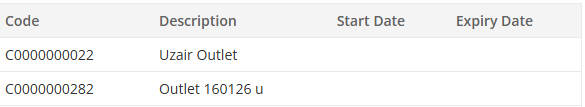 Code Description Start Date Expiry Date
C0000000022 Uzair Outlet
C0000000282 Outlet 160126 u